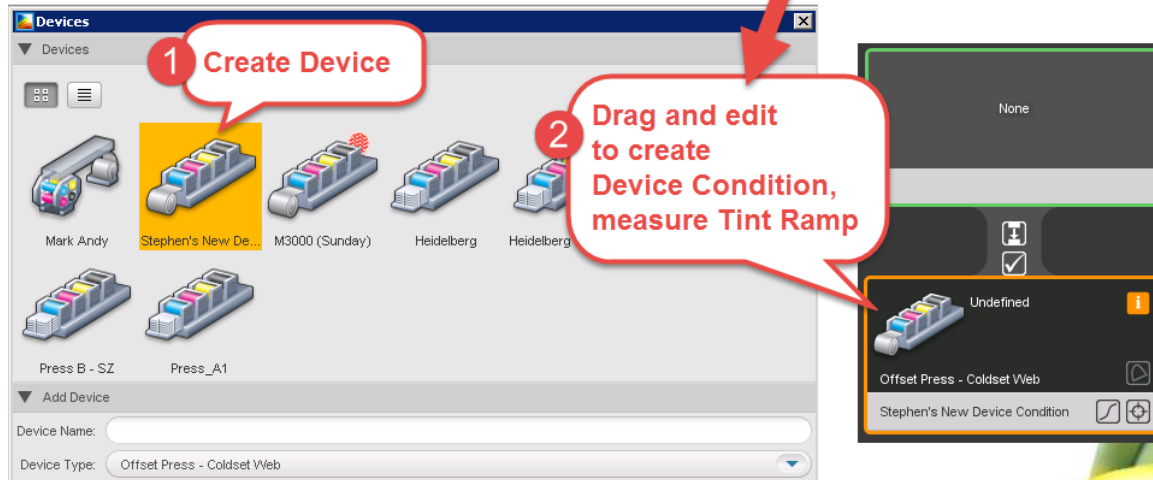 Devices
Devices
1 Create Device
2 Drag and edit
to create
Device Condition,
measure Tint Ramp
Mark Andy
Stephen's New De...
M3000 (Sunday)
Heidelberg
Heidelberg
Press B - SZ
Press_A1
Add Device
Device Name:
Device Type: Offset Press - Coldset Web
None
Undefined
i
Offset Press - Coldset Web
Stephen's New Device Condition